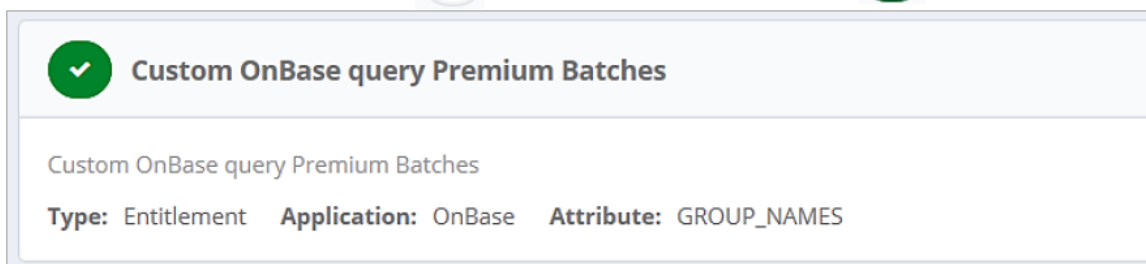 Custom OnBase query Premium Batches
Custom OnBase query Premium Batches
Type: Entitlement Application: OnBase Attribute: GROUP_NAMES